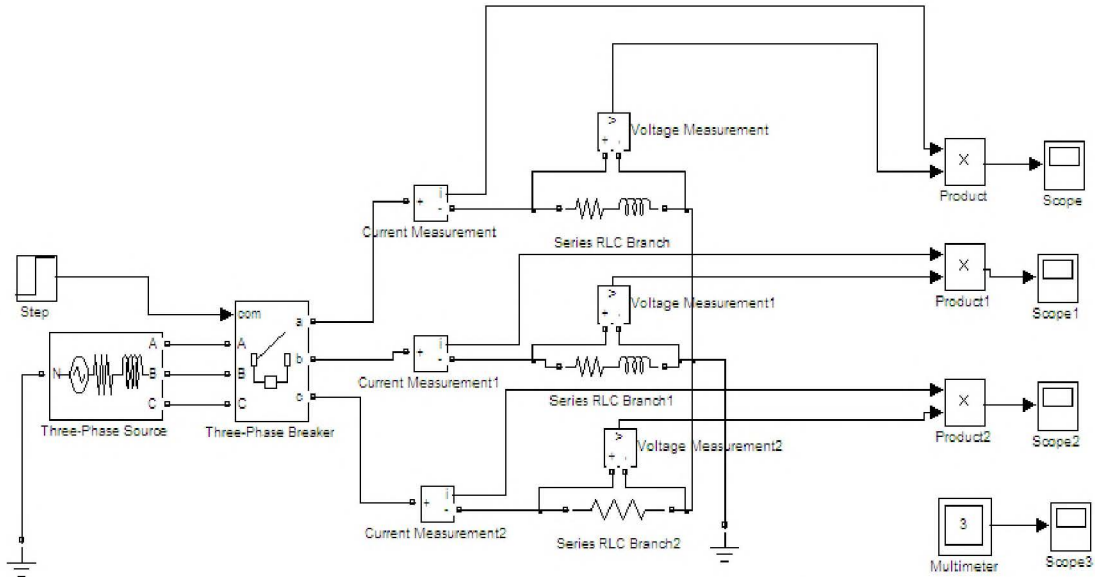 Voltage Measurement
i
+
-
v
+ -
Product
Scope
Current Measurement
Series RLC Branch
Step
com
Voltage Measurement1
Product1
Scope1
A
B
C
N
A
B
C
a
b
c
Three-Phase Source
Three-Phase Breaker
i
+
-
v
+ -
Current Measurement1
Series RLC Branch1
Voltage Measurement2
Product2
Scope2
i
+
-
v
+ -
Current Measurement2
Series RLC Branch2
X
X
X
3
Multimeter
Scope3